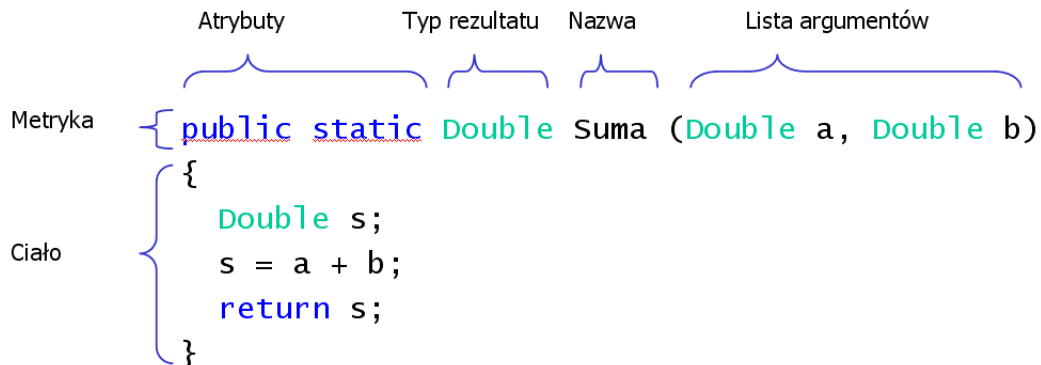 Atrybuty Typ rezultatu Nazwa Lista argumentów
Metryka public static Double Suma (Double a, Double b)
{
Double s;
Ciało s = a + b;
return s;
}